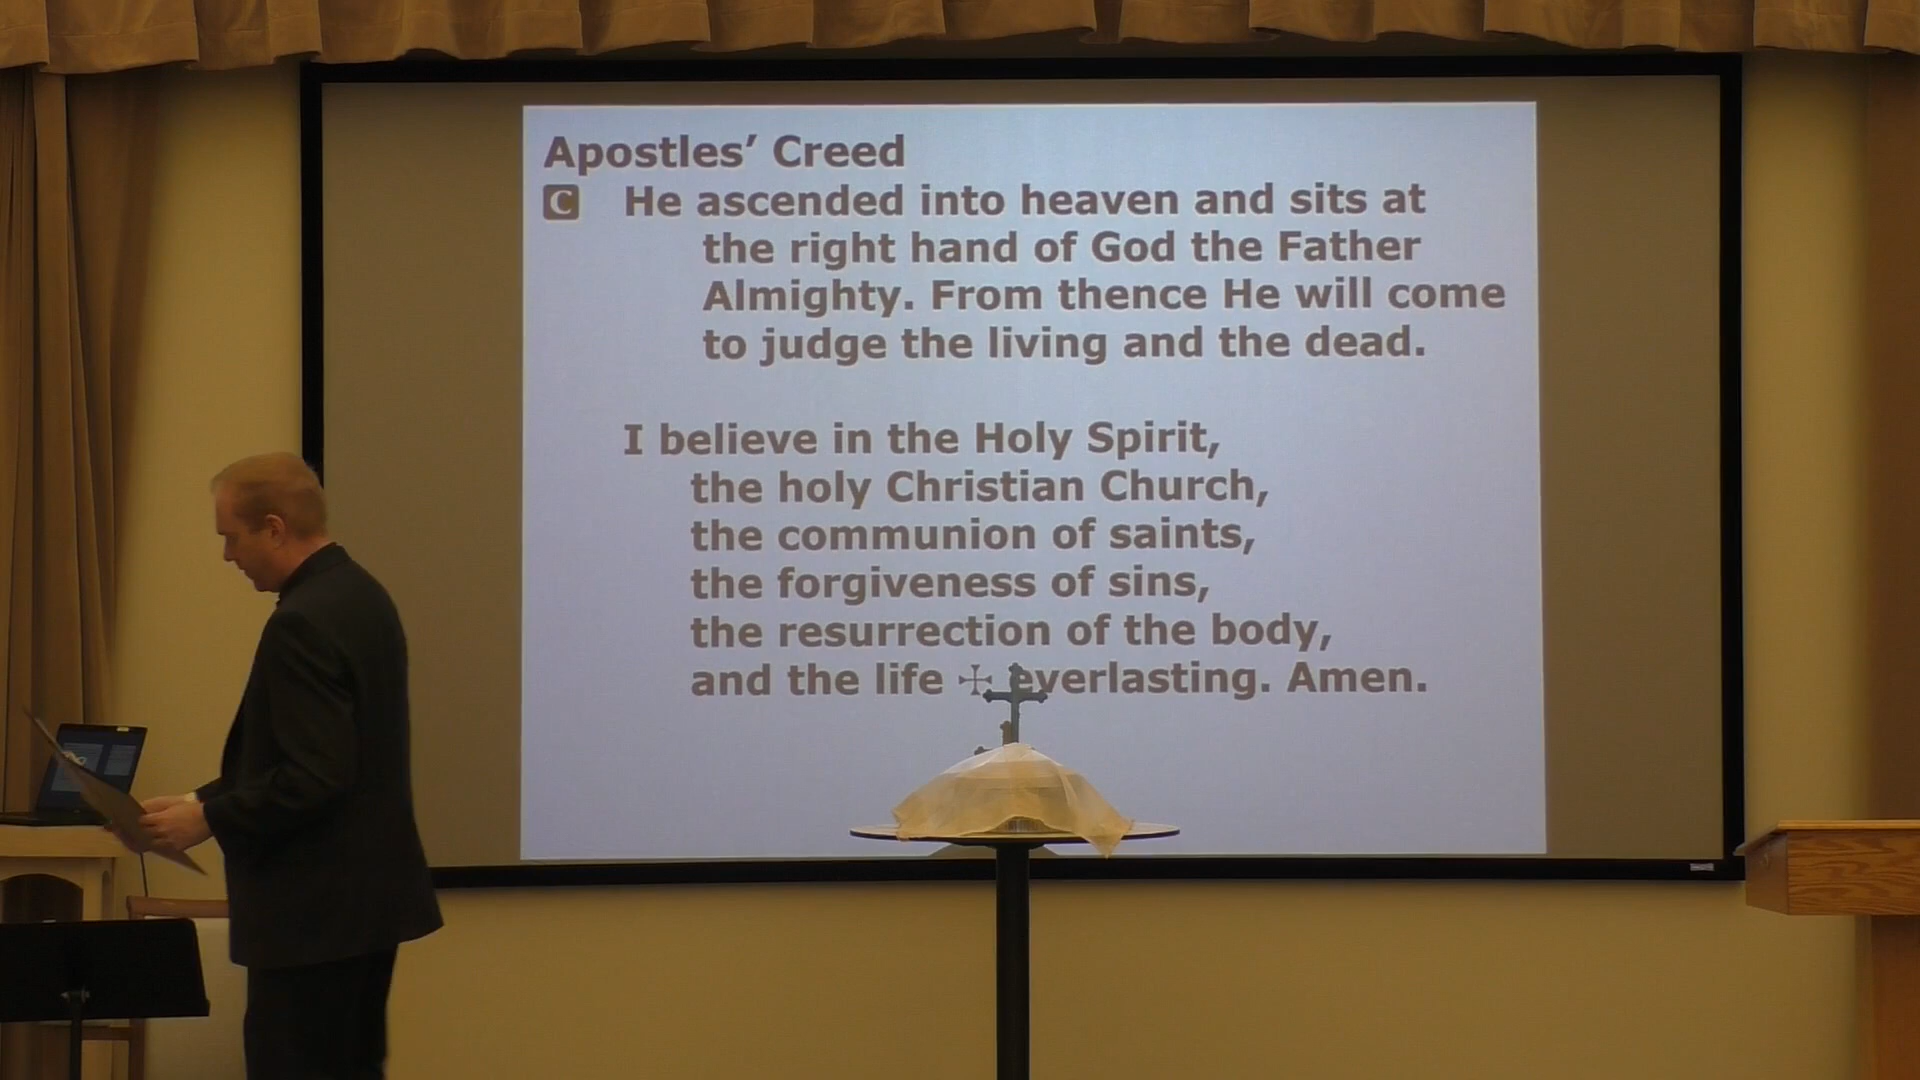 Apostles’ Creed
C He ascended into heaven and sits at
the right hand of God the Father
Almighty. From thence He will come
to judge the living and the dead.
I believe in the Holy Spirit,
the holy Christian Church,
the communion of saints,
the forgiveness of sins,
the resurrection of the body,
and the life ☩ everlasting. Amen.